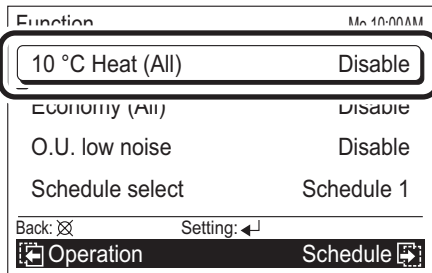 Function Mo 10:00AM
10 °C Heat (All) Disable
Economy (All) Disable
O.U. low noise Disable
Schedule select Schedule 1
Back: Setting:
Operation Schedule